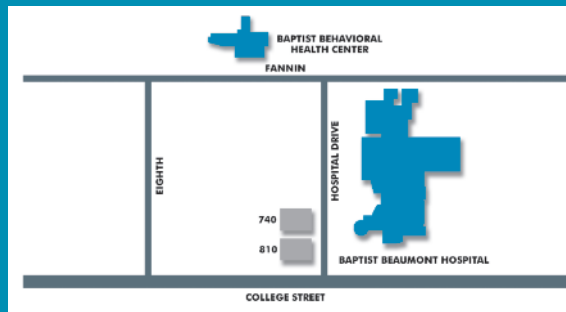 BAPTIST BEHAVIORAL
HEALTH CENTER
FANNIN
EIGHTH
HOSPITAL DRIVE
740
810
BAPTIST BEAUMONT HOSPITAL
COLLEGE STREET